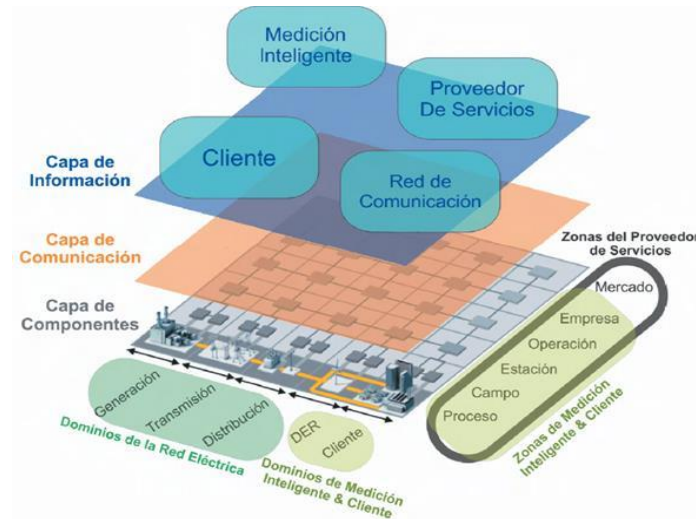 Medición
Inteligente
Proveedor
De Servicios
Cliente
Red de
Comunicación
Capa de
Información
Capa de
Comunicación
Capa de
Componentes
Zonas del Proveedor
de Servicios
Mercado
Empresa
Operación
Estación
Campo
Proceso
Zonas de Medición
Inteligente & Cliente
Generación
Transmisión
Distribución
Dominios de la Red Eléctrica
DER
Cliente
Dominios de Medición
Inteligente & Cliente